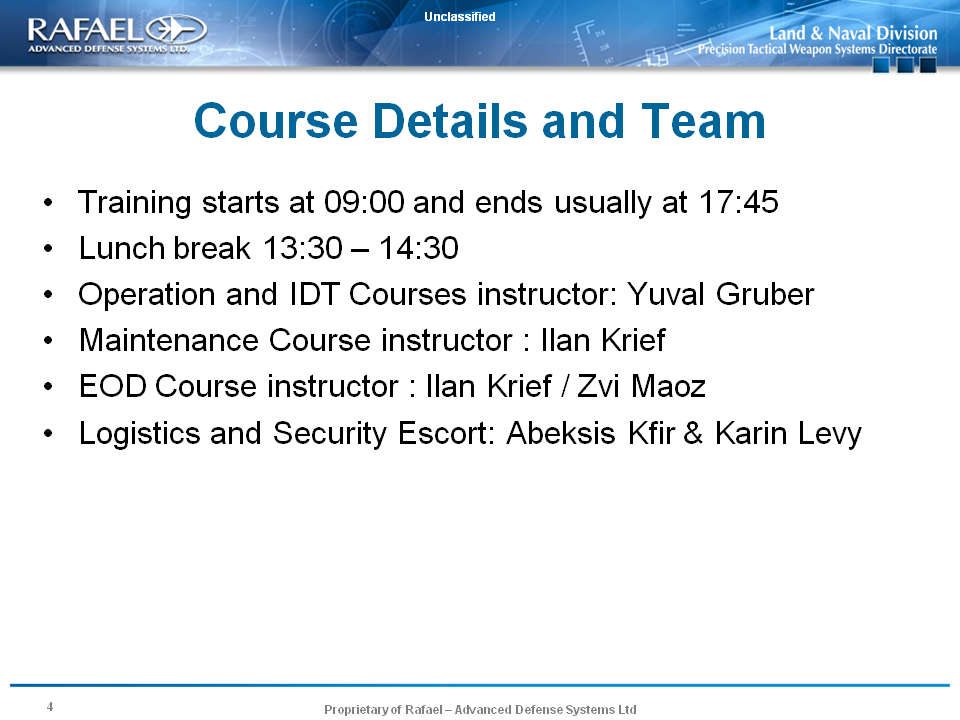 Unclassified
RAFAEL
ADVANCED DEFENSE SYSTEMS LTD.
Land & Naval Division
Precision Tactical Weapon Systems Directorate
Course Details and Team
• Training starts at 09:00 and ends usually at 17:45
• Lunch break 13:30 – 14:30
• Operation and IDT Courses instructor: Yuval Gruber
• Maintenance Course instructor : Ilan Krief
• EOD Course instructor : Ilan Krief / Zvi Maoz
• Logistics and Security Escort: Abeksis Kfir & Karin Levy
4
Proprietary of Rafael – Advanced Defense Systems Ltd